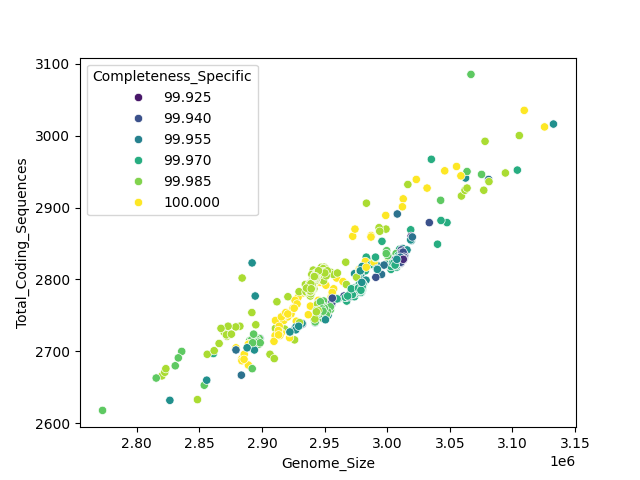 Completeness_Specific
99.925
99.940
99.955
99.970
99.985
100.000
3100
3000
2900
2800
2700
2600
Total_Coding_Sequences
2.80 2.85 2.90 2.95 3.00 3.05 3.10 3.15
1e6
Genome_Size